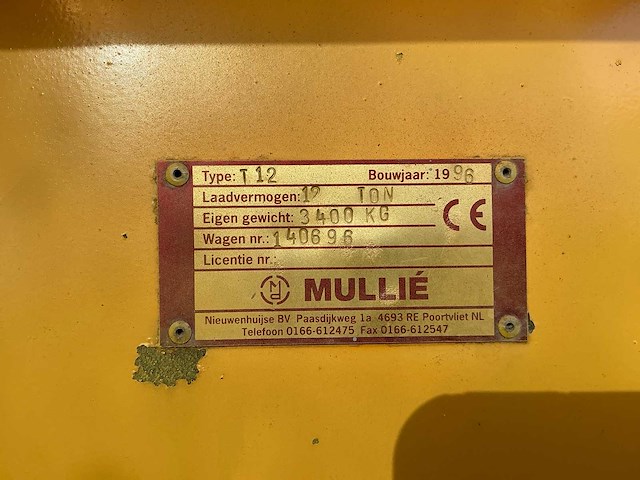 Type: T12 Bouwjaar: 1996
Laadvermogen: 12 TON
Eigen gewicht: 3400 KG
Wagen nr.: 140696
Licentie nr.:
CE
MULLIÉ
Nieuwenhuijse BV Paasdijkweg 1a 4693 RE Poortvliet NL
Telefoon 0166-612475 Fax 0166-612547